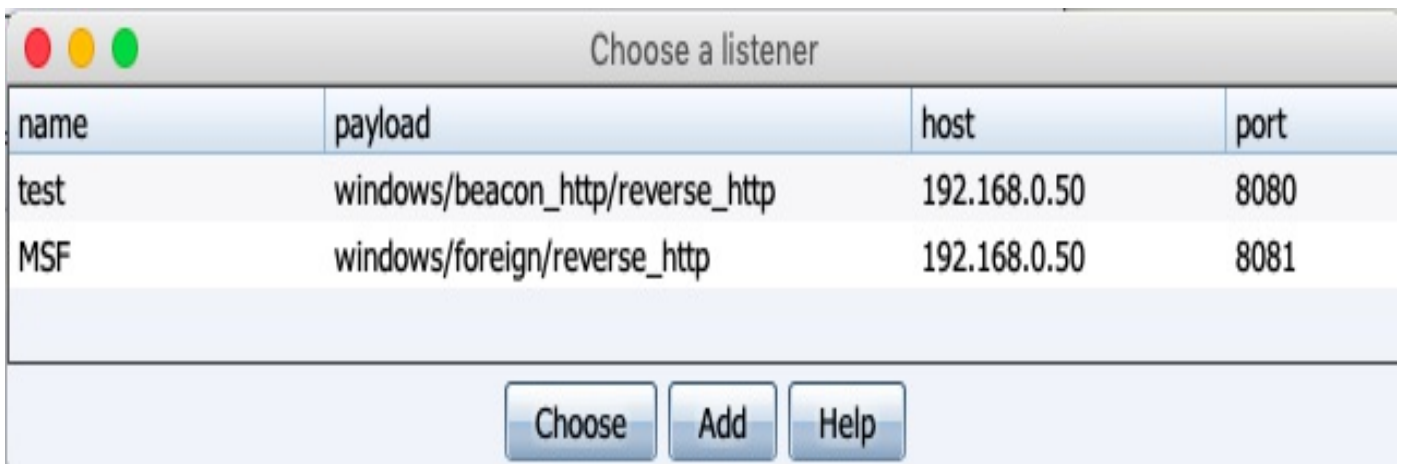 Choose a listener
name payload host port
test windows/beacon_http/reverse_http 192.168.0.50 8080
MSF windows/foreign/reverse_http 192.168.0.50 8081
Choose Add Help